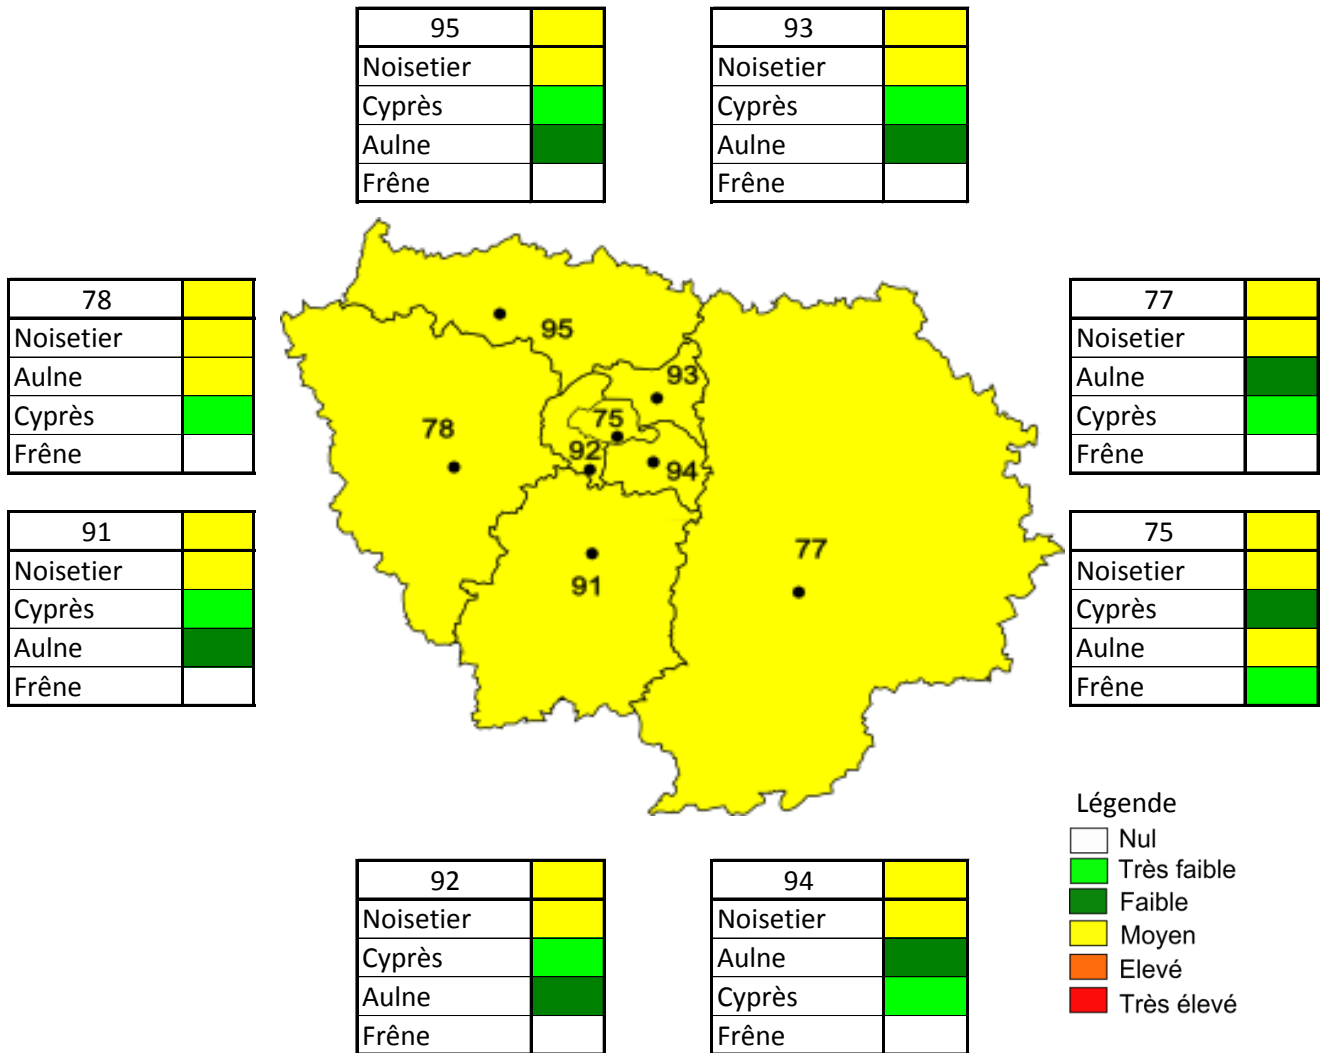 95
Noisetier
Cyprès
Aulne
Frêne
93
Noisetier
Cyprès
Aulne
Frêne
78
Noisetier
Aulne
Cyprès
Frêne
91
Noisetier
Cyprès
Aulne
Frêne
95
93
75
78
92
94
77
91
77
Noisetier
Aulne
Cyprès
Frêne
75
Noisetier
Cyprès
Aulne
Frêne
92
Noisetier
Cyprès
Aulne
Frêne
94
Noisetier
Aulne
Cyprès
Frêne
Légende
Nul
Très faible
Faible
Moyen
Elevé
Très élevé